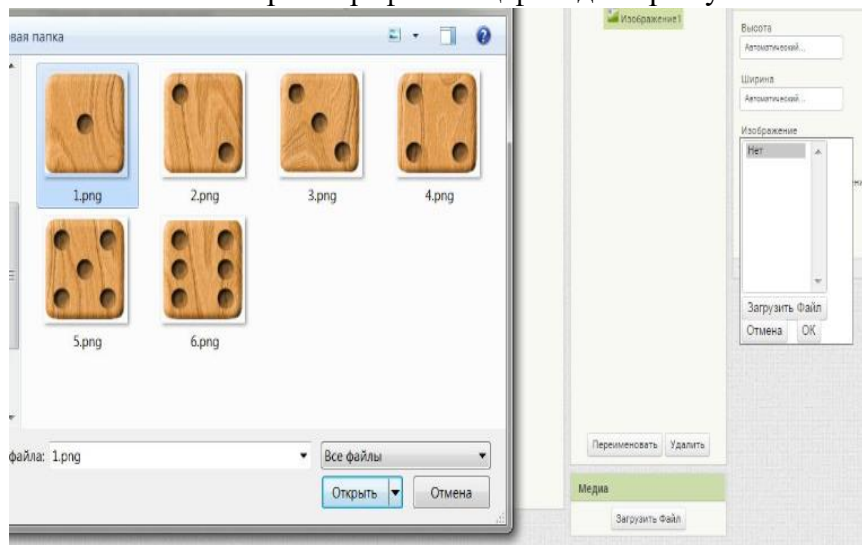 вая папка
1.png
2.png
3.png
4.png
5.png
6.png
файла: 1.png
Все файлы
Открыть
Отмена
Изображение1
Переименовать Удалить
Медиа
Загрузить Файл
Высота
Автоматический...
Ширина
Автоматический...
Изображение
Нет
Загрузить Файл
Отмена OK